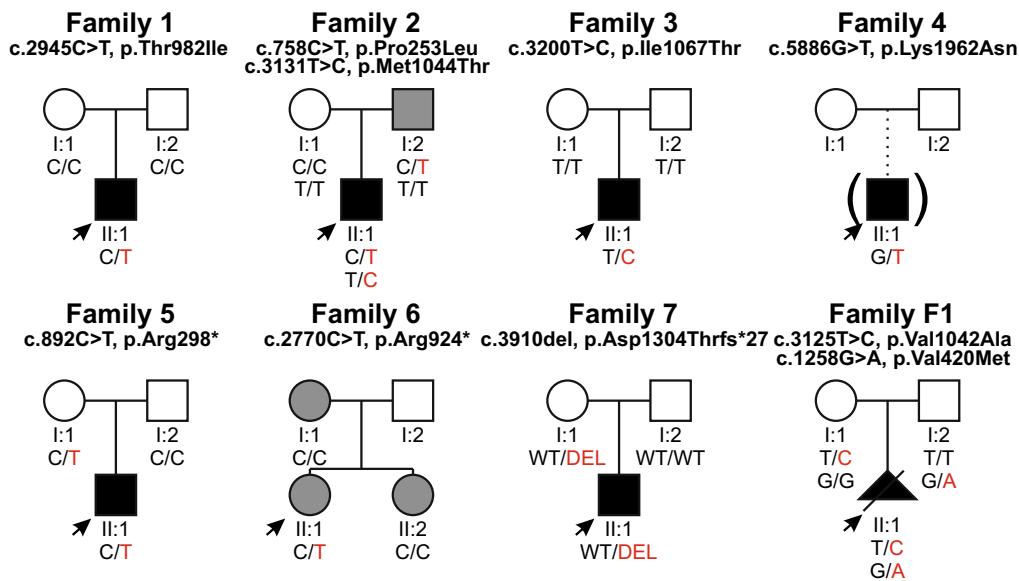 Family 1
c.2945C>T, p.Thr982Ile
I:1
C/C
I:2
C/C
II:1
C/T
Family 2
c.758C>T, p.Pro253Leu
c.3131T>C, p.Met1044Thr
I:1
C/C
T/T
I:2
C/T
T/T
II:1
C/T
T/C
Family 3
c.3200T>C, p.Ile1067Thr
I:1
T/T
I:2
T/T
II:1
T/C
Family 4
c.5886G>T, p.Lys1962Asn
I:1
I:2
( )
II:1
G/T
Family 5
c.892C>T, p.Arg298*
I:1
C/T
I:2
C/C
II:1
C/T
Family 6
c.2770C>T, p.Arg924*
I:1
C/C
I:2
II:1
C/T
II:2
C/C
Family 7
c.3910del, p.Asp1304Thrfs*27
I:1
WT/DEL
I:2
WT/WT
II:1
WT/DEL
Family F1
c.3125T>C, p.Val1042Ala
c.1258G>A, p.Val420Met
I:1
T/C
G/G
I:2
T/T
G/A
II:1
T/C
G/A